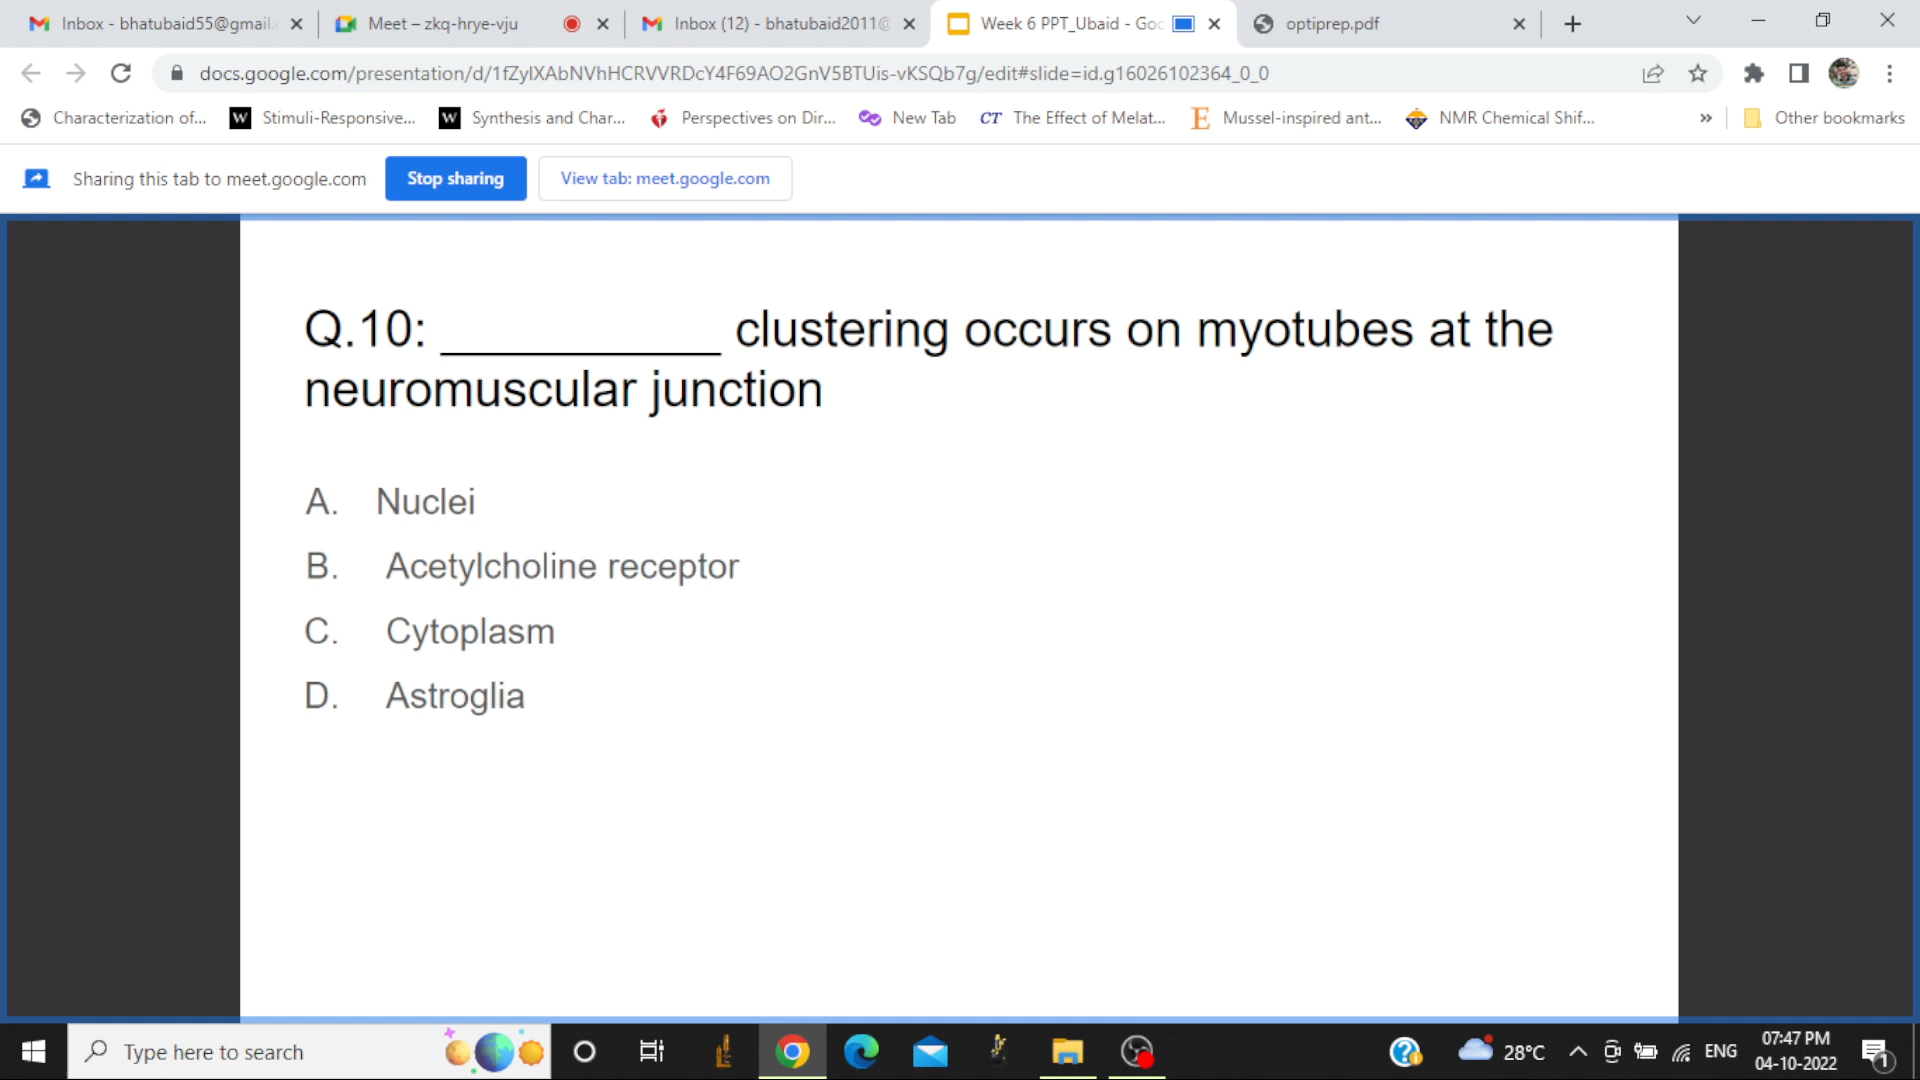 Inbox - bhatubaid55@gmail.
Meet – zkq-hrye-vju
Inbox (12) - bhatubaid2011@
Week 6 PPT_Ubaid - Goo
optiprep.pdf
docs.google.com/presentation/d/1fZylXAbNVhHCRVVRDcY4F69AO2GnV5BTUis-vKSQb7g/edit#slide=id.g16026102364_0_0
Characterization of...
W Stimuli-Responsive...
W Synthesis and Char...
Perspectives on Dir...
New Tab
CT The Effect of Melat...
E Mussel-inspired ant...
NMR Chemical Shif...
»
Other bookmarks
Sharing this tab to meet.google.com
Stop sharing
View tab: meet.google.com
Q.10: ___________ clustering occurs on myotubes at the
neuromuscular junction
A. Nuclei
B. Acetylcholine receptor
C. Cytoplasm
D. Astroglia
Type here to search
28°C
ENG
07:47 PM
04-10-2022
1